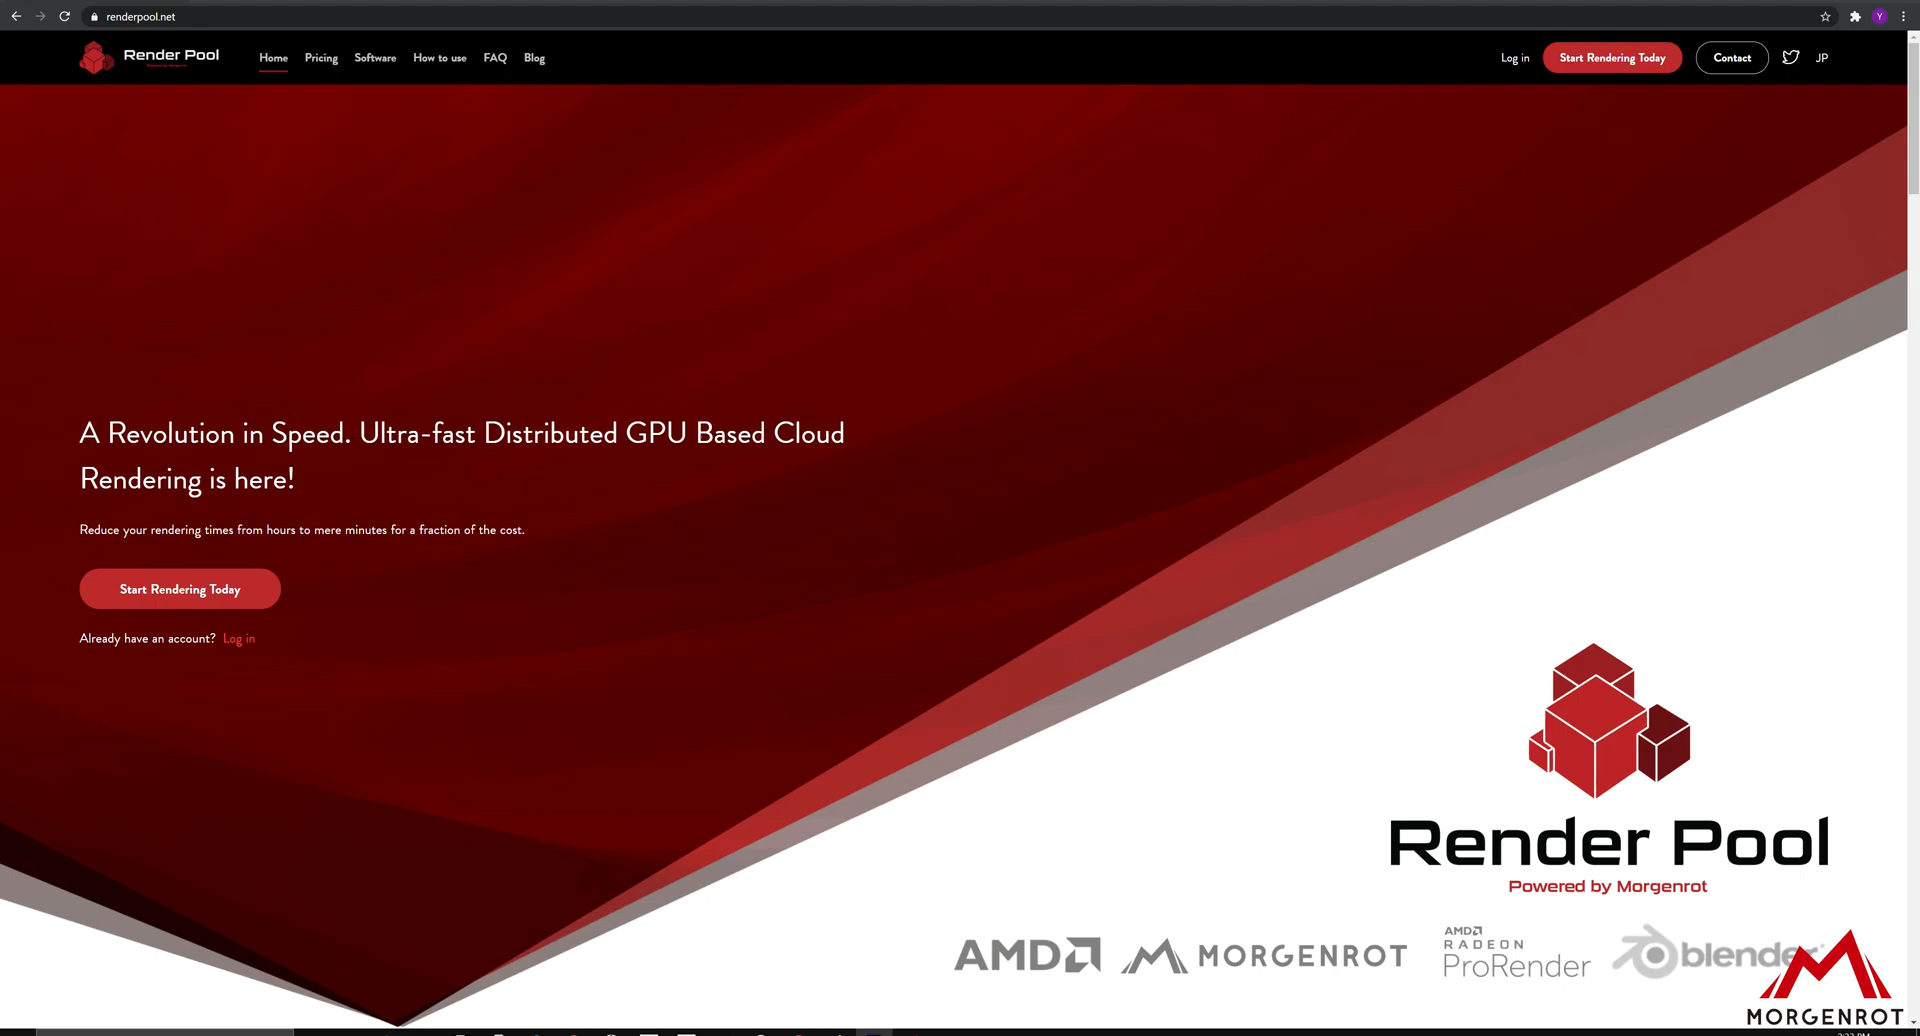 renderpool.net
Y
Render Pool
Home Pricing Software How to use FAQ Blog
Log in Start Rendering Today Contact JP
A Revolution in Speed. Ultra-fast Distributed GPU Based Cloud
Rendering is here!
Reduce your rendering times from hours to mere minutes for a fraction of the cost.
Start Rendering Today
Already have an account? Log in
Render Pool
Powered by Morgenrot
AMD
MORGENROT
AMD
RADEON
ProRender
blender
MORGENROT